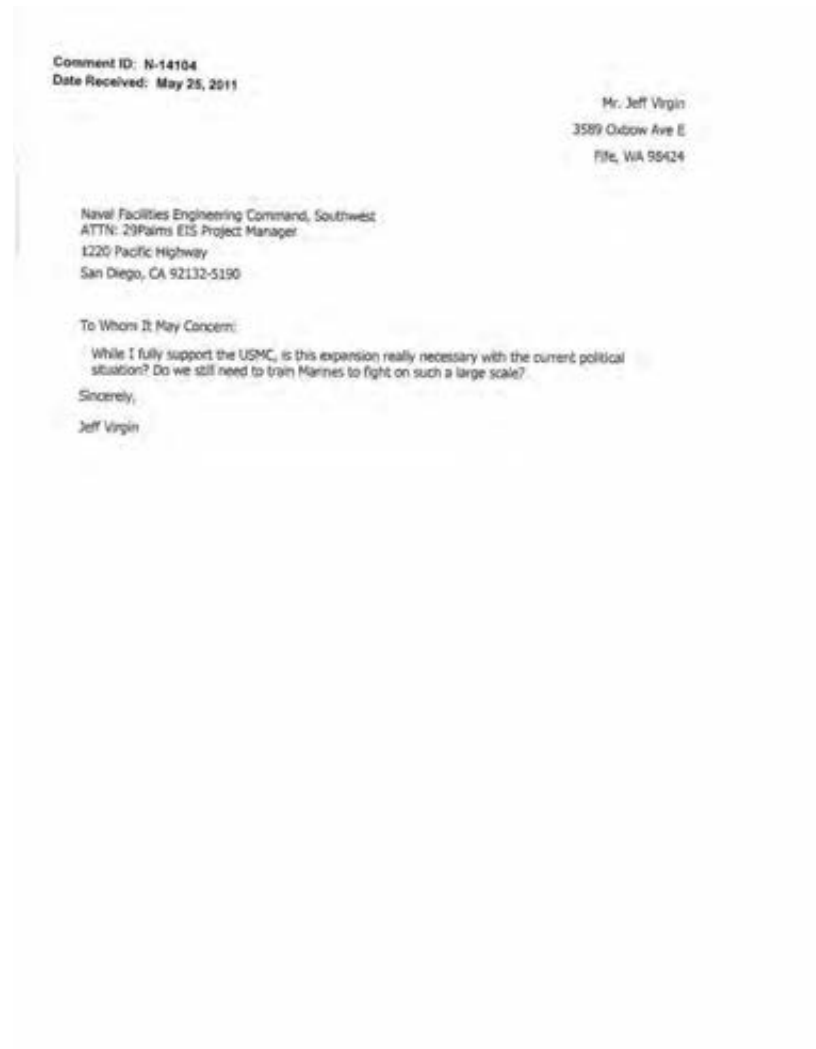 Comment ID: N-14104
Date Received: May 25, 2011
Mr. Jeff Virgin
3589 Oxbow Ave E
Fife, WA 98424
Naval Facilities Engineering Command, Southwest
ATTN: 29Palms EIS Project Manager
1220 Pacific Highway
San Diego, CA 92132-5190
To Whom It May Concern:
While I fully support the USMC, is this expansion really necessary with the current political
situation? Do we still need to train Marines to fight on such a large scale?
Sincerely,
Jeff Virgin